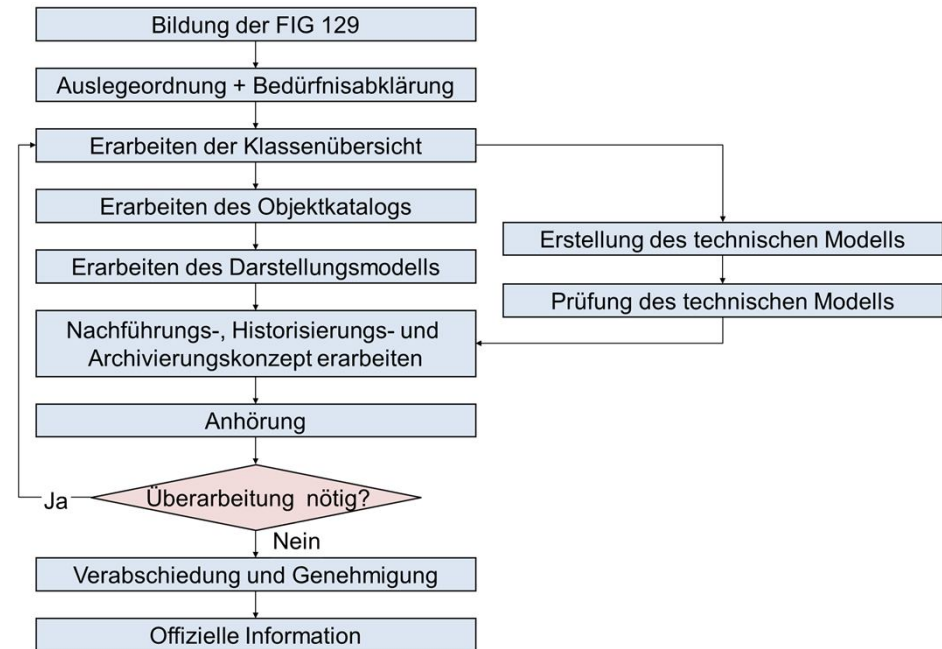 Bildung der FIG 129
Auslegeordnung + Bedürfnisabklärung
Erarbeiten der Klassenübersicht
Erarbeiten des Objektkatalogs
Erarbeiten des Darstellungsmodells
Erstellung des technischen Modells
Prüfung des technischen Modells
Nachführungs-, Historisierungs- und
Archivierungskonzept erarbeiten
Anhörung
Überarbeitung nötig?
Ja
Nein
Verabschiedung und Genehmigung
Offizielle Information